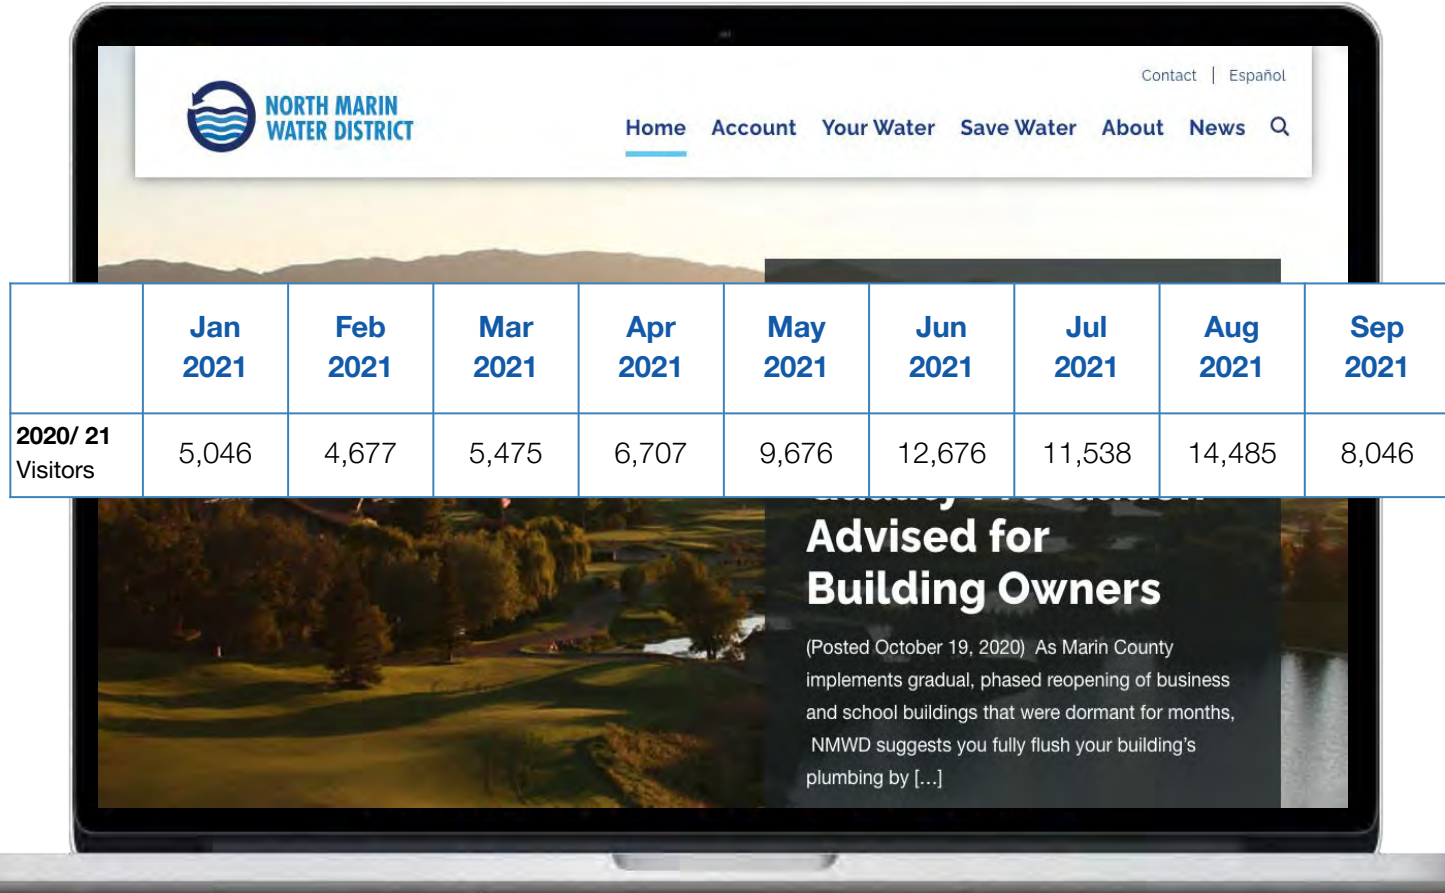 Contact | Español
NORTH MARIN
WATER DISTRICT
Home Account Your Water Save Water About News
Jan 2021 Feb 2021 Mar 2021 Apr 2021 May 2021 Jun 2021 Jul 2021 Aug 2021 Sep 2021
2020/ 21 Visitors 5,046 4,677 5,475 6,707 9,676 12,676 11,538 14,485 8,046
Advised for
Building Owners
(Posted October 19, 2020) As Marin County
implements gradual, phased reopening of business
and school buildings that were dormant for months,
NMWD suggests you fully flush your building's
plumbing by […]